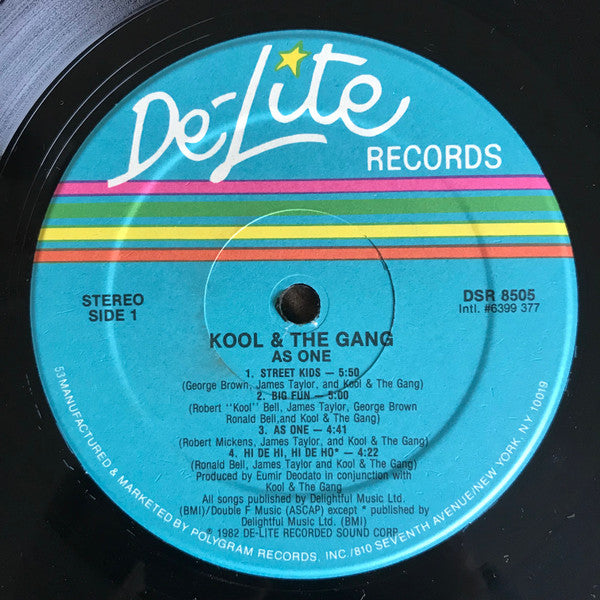 De-Lite
RECORDS
STEREO
SIDE 1
DSR 8505
Intl. #6399 377
KOOL & THE GANG
AS ONE
1. STREET KIDS — 5:50
(George Brown, James Taylor, and Kool & The Gang)
2. BIG FUN — 5:00
(Robert ''Kool'' Bell, James Taylor, George Brown
Ronald Bell,and Kool & The Gang)
3. AS ONE — 4:41
(Robert Mickens, James Taylor, and Kool & The Gang)
4. HI DE HI, HI DE HO* — 4:22
(Ronald Bell, James Taylor and Kool & The Gang)
Produced by Eumir Deodato in conjunction with
Kool & The Gang
All songs published by Delightful Music Ltd.
(BMI)/Double F Music (ASCAP) except * published by
Delightful Music Ltd. (BMI)
℗ 1982 DE-LITE RECORDED SOUND CORP.
53 MANUFACTURED & MARKETED BY POLYGRAM RECORDS, INC./810 SEVENTH AVENUE/NEW YORK, N.Y. 10019